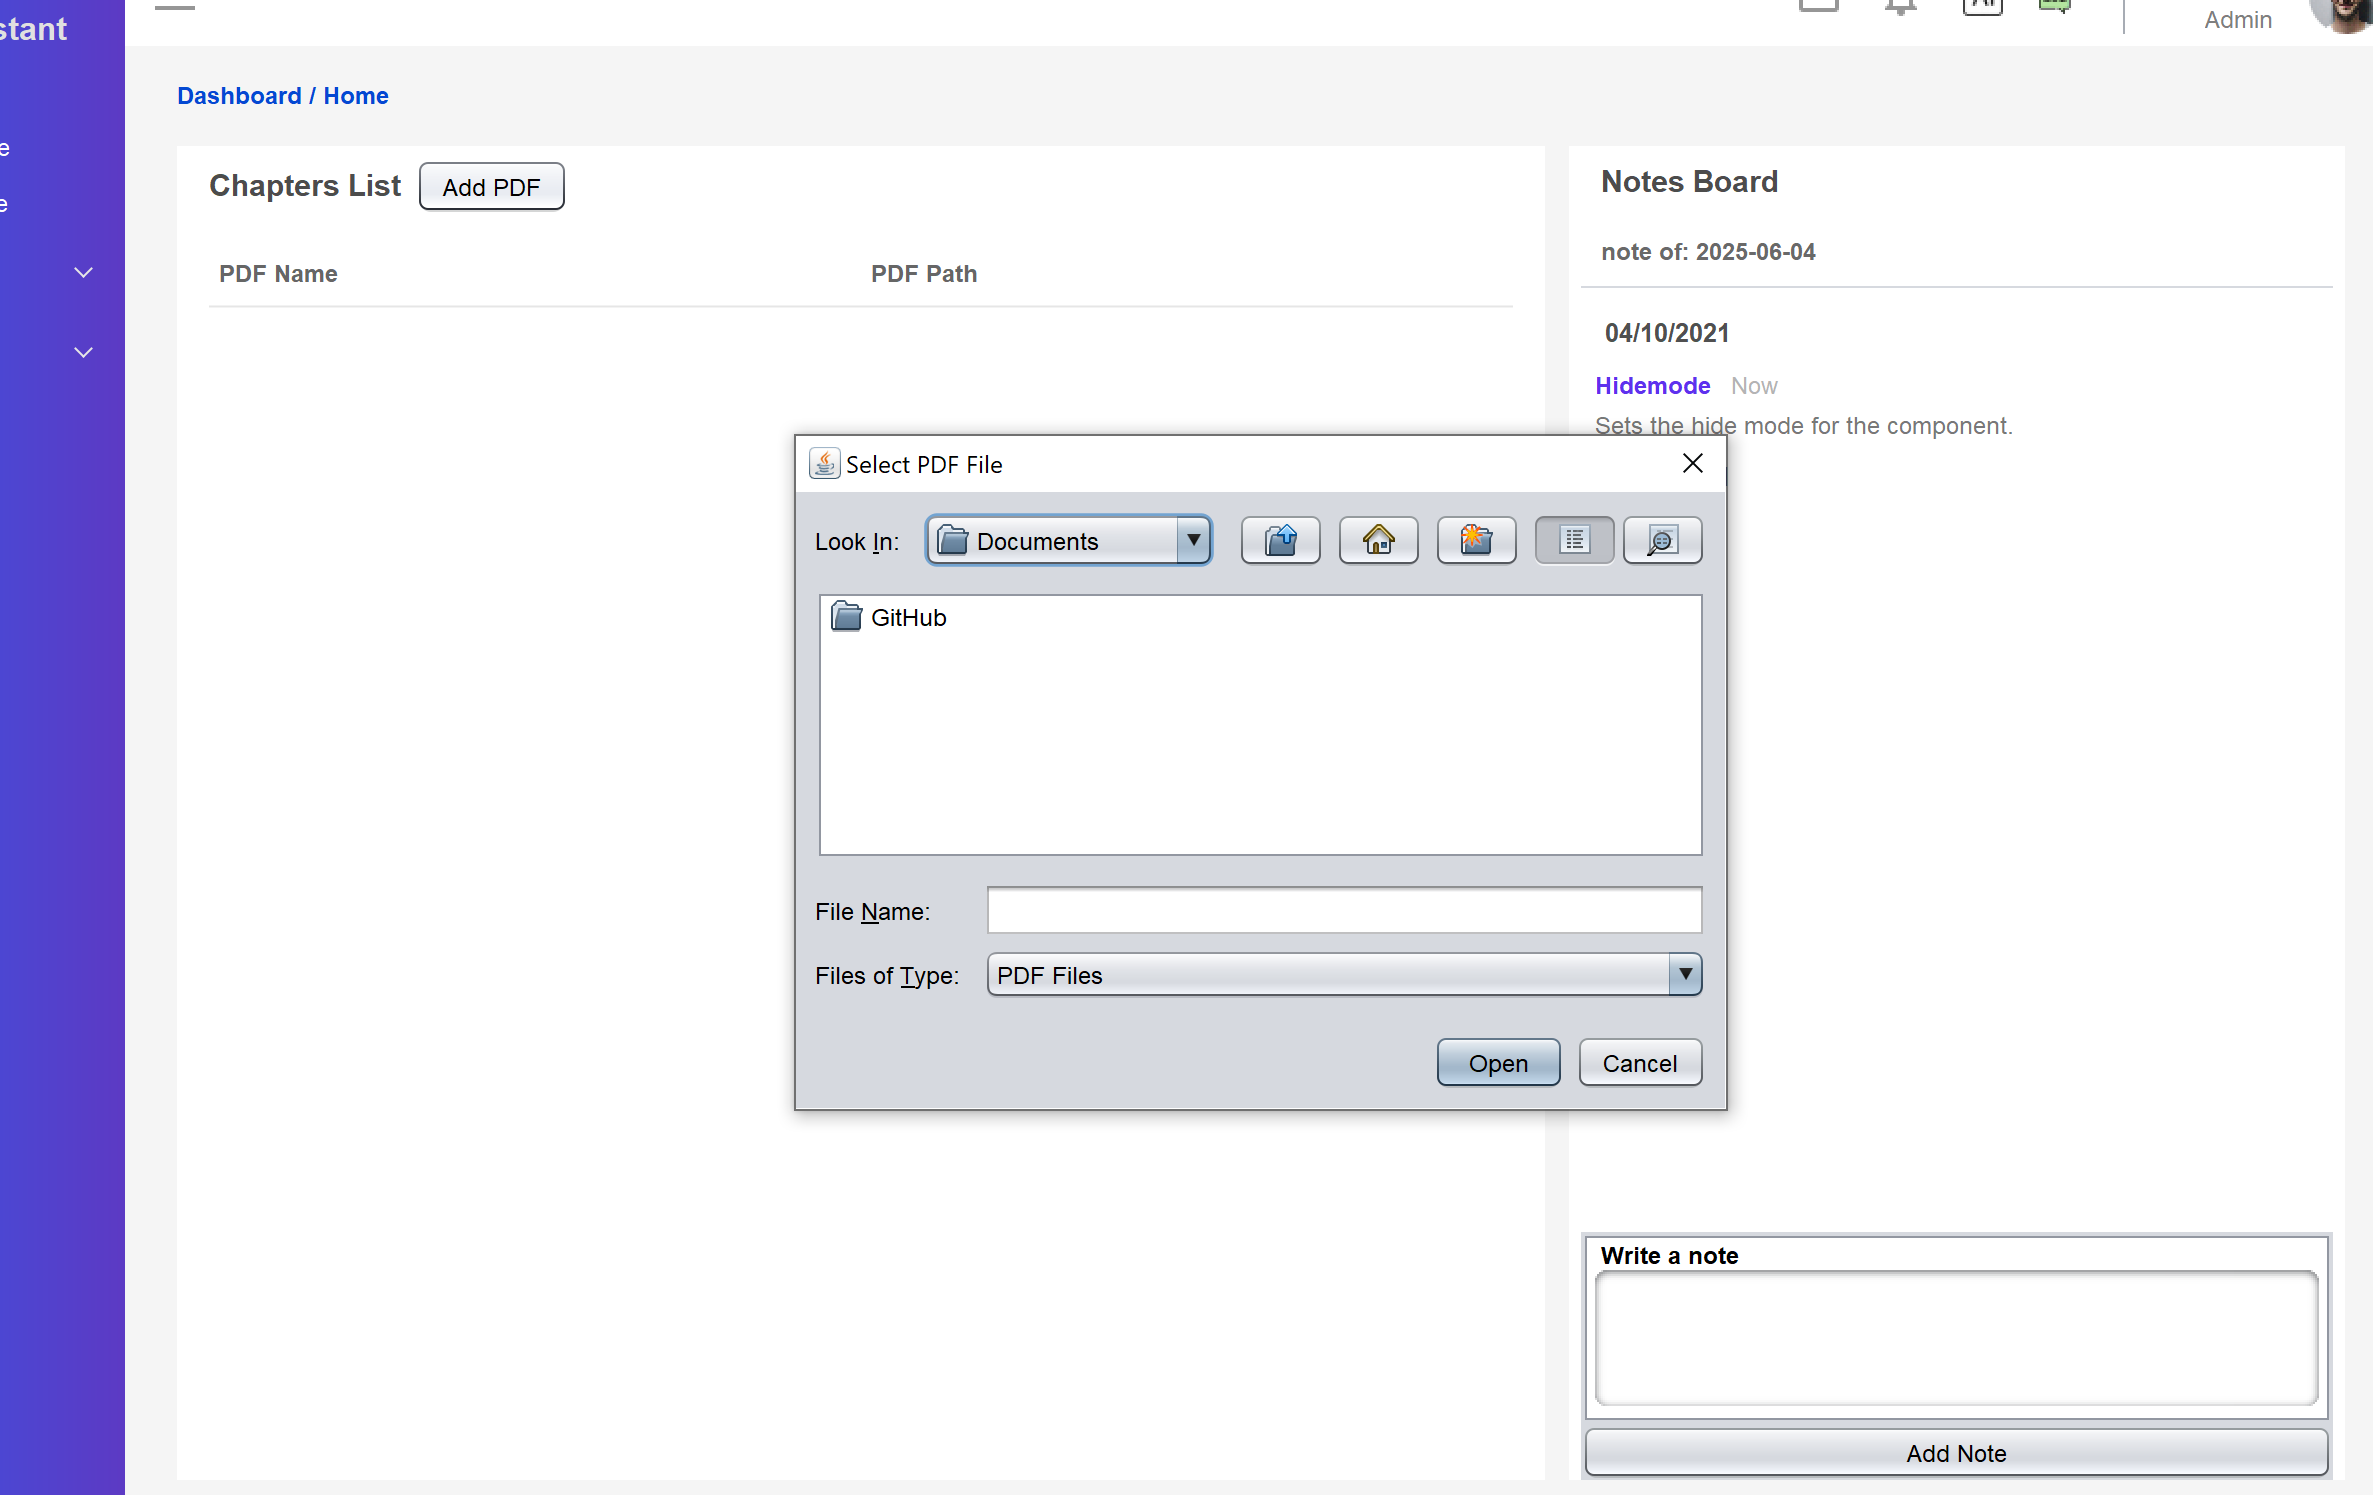 stant
Admin
Dashboard / Home
e
e
Chapters List
Add PDF
PDF Name
PDF Path
Notes Board
note of: 2025-06-04
04/10/2021
Hidemode Now
Sets the hide mode for the component.
Select PDF File
Look In:
Documents
GitHub
File Name:
Files of Type:
PDF Files
Open
Cancel
Write a note
Add Note